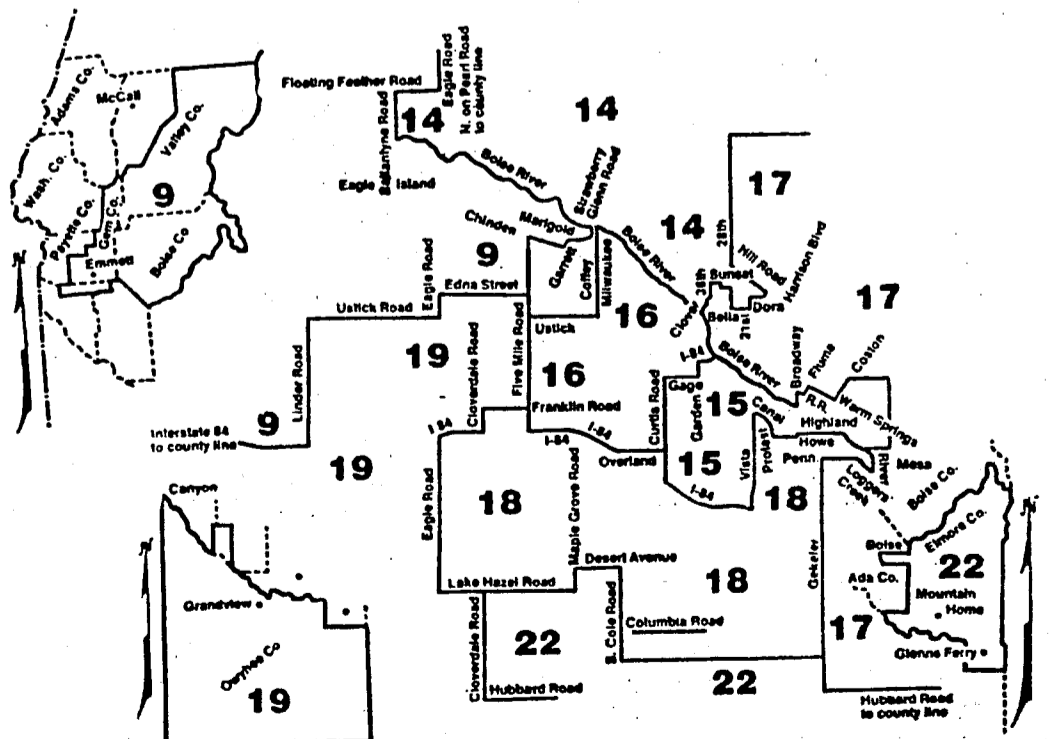 Adams Co.
McCall
Valley Co.
Wash. Co.
Payette Co.
Gem Co.
9
Emmett
Boise Co
N
Floating Feather Road
Eagle Road
N. on Pearl Road
to county line
14
Ballantyne Road
Eagle Island
Boise River
14
Strawberry
Glenn Road
Chinden
Marigold
Garrett
Coffey
Milwaukee
Boise River
14
17
28th
Hill Road
Harrison Blvd
Sunset
36th
Dora
Bella
21st
Clover
9
Eagle Road
Edna Street
Ustick Road
Ustick
16
17
Linder Road
19
Cloverdale Road
Five Mile Road
16
I-84
Boise River
Broadway
Flume
Coston
Gage
Curtis Road
Garden
15
Canal
R.R.
Warm Springs
Franklin Road
Highland
9
Interstate 84
to county line
I 84
I-84
I-84
Overland
15
Vista
Protest
Howe
Penn.
River
Mesa
Loggers
Creek
Boise Co.
Elmore Co.
19
Eagle Road
18
Maple Grove Road
I-84
18
Gekeler
Boise
22
Canyon
N
Desert Avenue
Lake Hazel Road
18
Ada Co.
Mountain
Home
N
Grandview
Cloverdale Road
22
S. Cole Road
Columbia Road
17
Glenns Ferry
Owyhee Co
19
Hubbard Road
22
Hubbard Road
to county line